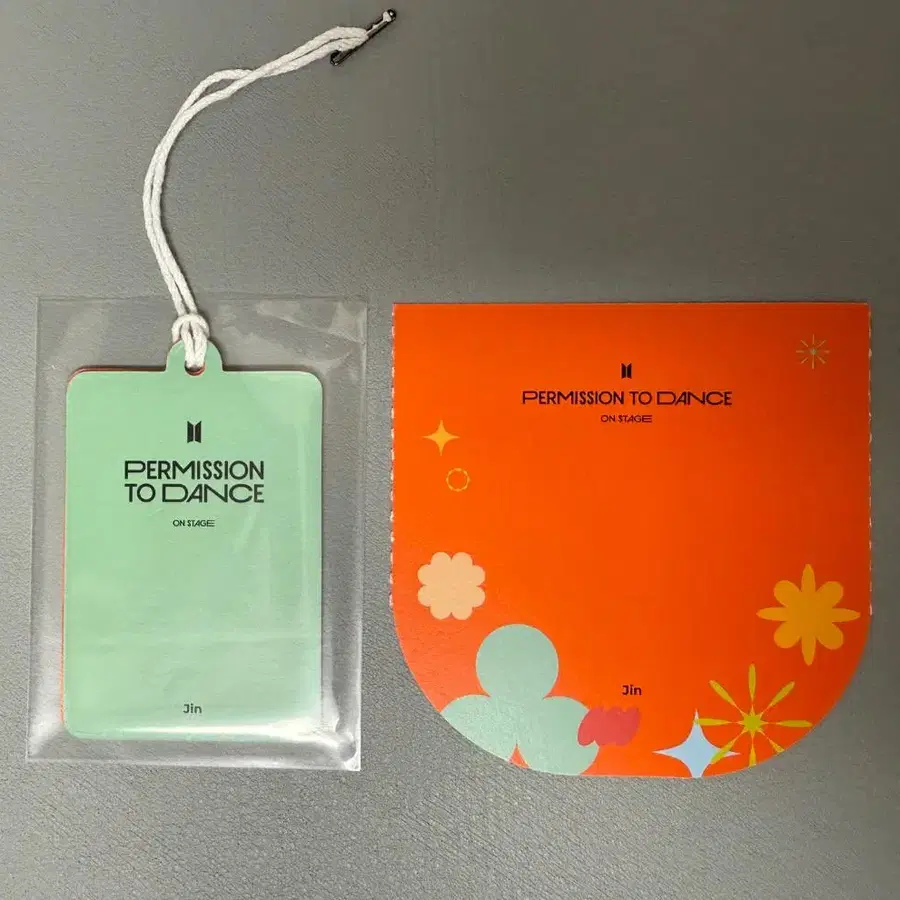 PERMISSION
TO DANCE
ON STAGE
Jin
PERMISSION TO DANCE
ON STAGE
Jin